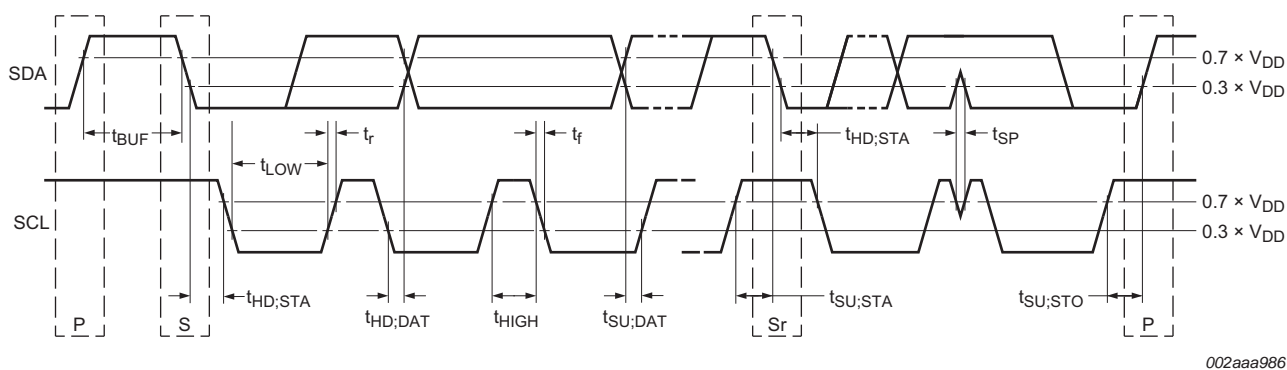 SDA
0.7 × VDD
0.3 × VDD
tBUF
tLOW
tr
tf
tHD;STA
tSP
SCL
0.7 × VDD
0.3 × VDD
tHD;STA
tHD;DAT
tHIGH
tSU;DAT
tSU;STA
tSU;STO
P
S
Sr
P
002aaa986